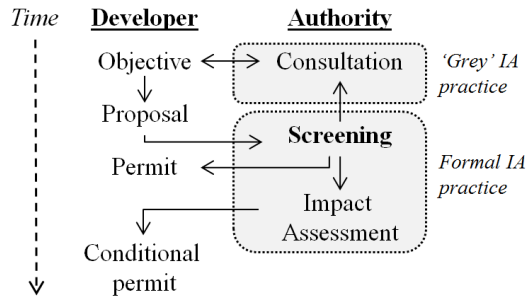 Time Developer Authority
Objective Consultation ‘Grey’ IA
practice
Proposal
Screening
Permit Formal IA
practice
Impact
Assessment
Conditional
permit